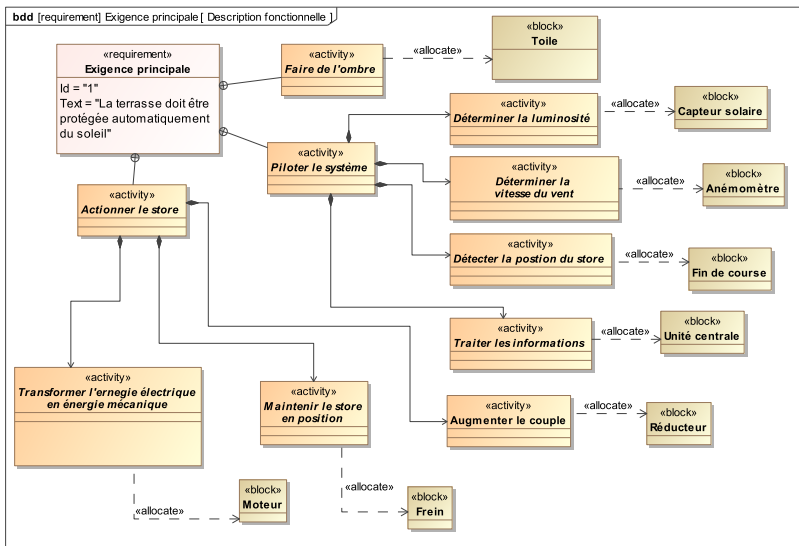 bdd [requirement] Exigence principale [ Description fonctionnelle ]
«requirement»
Exigence principale
Id = "1"
Text = "La terrasse doit être
protégée automatiquement
du soleil"
«activity»
Faire de l'ombre
«allocate»
«block»
Toile
«activity»
Piloter le système
«activity»
Déterminer la luminosité
«allocate»
«block»
Capteur solaire
«activity»
Déterminer la
vitesse du vent
«allocate»
«block»
Anémomètre
«activity»
Actionner le store
«activity»
Détecter la postion du store
«allocate»
«block»
Fin de course
«activity»
Traiter les informations
«allocate»
«block»
Unité centrale
«activity»
Transformer l'ernegie électrique
en énergie mécanique
«activity»
Maintenir le store
en position
«activity»
Augmenter le couple
«allocate»
«block»
Réducteur
«allocate»
«block»
Moteur
«allocate»
«block»
Frein